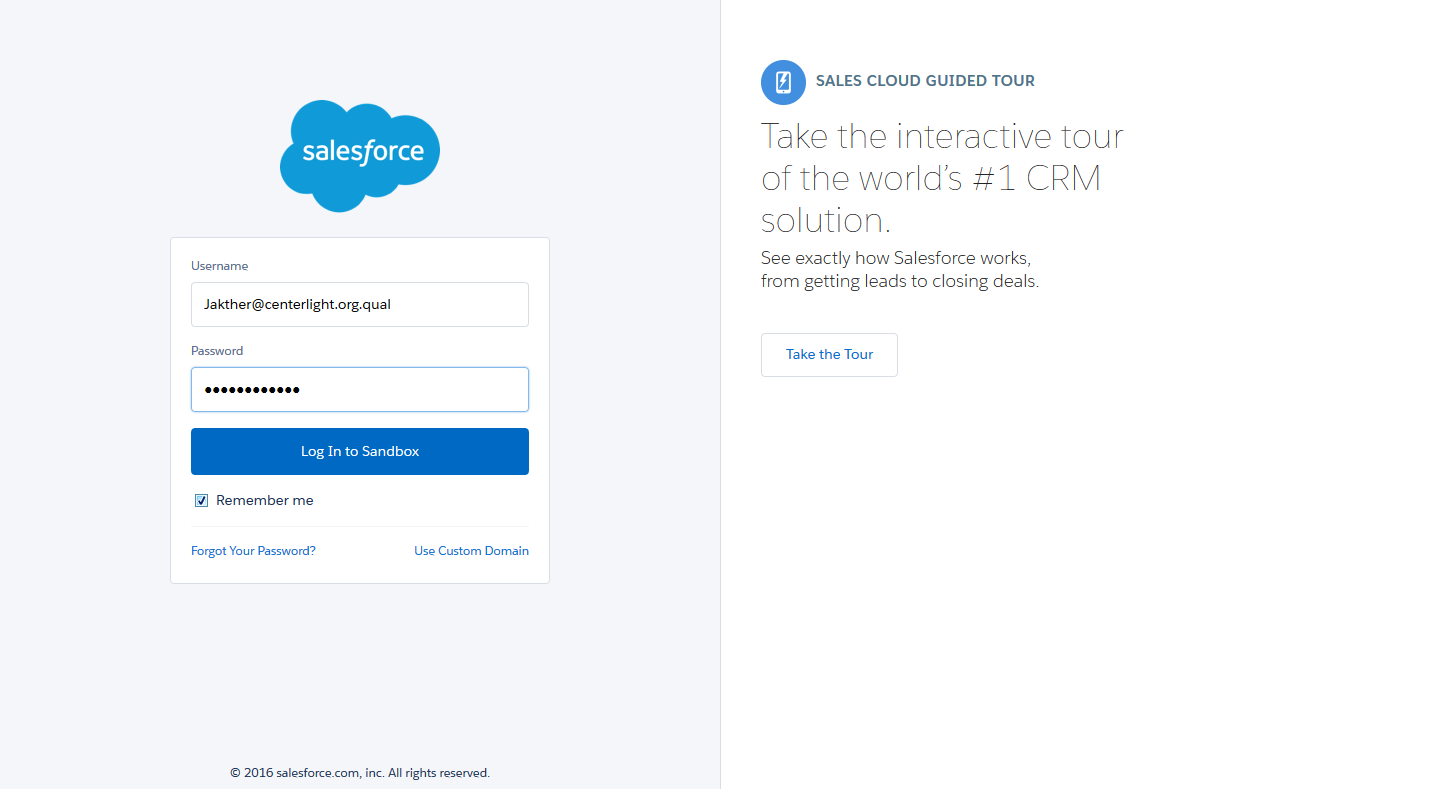 salesforce
Username
Jakther@centerlight.org.qual
Password
●●●●●●●●●●●●
Log In to Sandbox
Remember me
Forgot Your Password?
Use Custom Domain
© 2016 salesforce.com, inc. All rights reserved.
SALES CLOUD GUIDED TOUR
Take the interactive tour
of the world’s #1 CRM
solution.
See exactly how Salesforce works,
from getting leads to closing deals.
Take the Tour